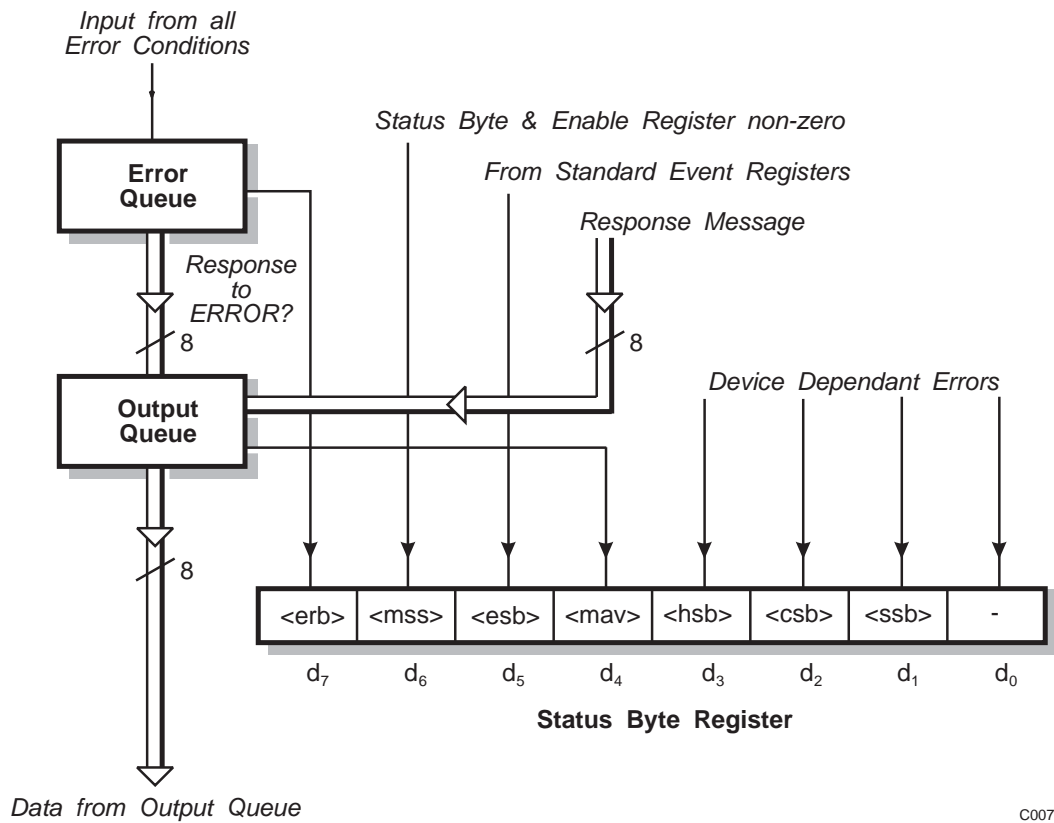 Input from all
Error Conditions
Status Byte & Enable Register non-zero
Error
Queue
From Standard Event Registers
Response Message
Response
to
ERROR?
8
8
Device Dependant Errors
Output
Queue
8
<erb> <mss> <esb> <mav> <hsb> <csb> <ssb> -
d7 d6 d5 d4 d3 d2 d1 d0
Status Byte Register
Data from Output Queue
C007